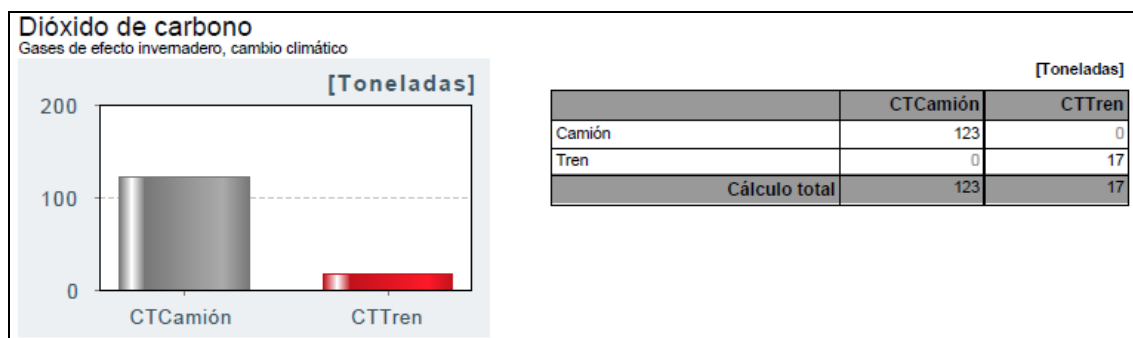 Dióxido de carbono
Gases de efecto invernadero, cambio climático
[Toneladas]
200
100
0
CTCamión CTTren
[Toneladas]
CTCamión CTTren
Camión 123 0
Tren 0 17
Cálculo total 123 17